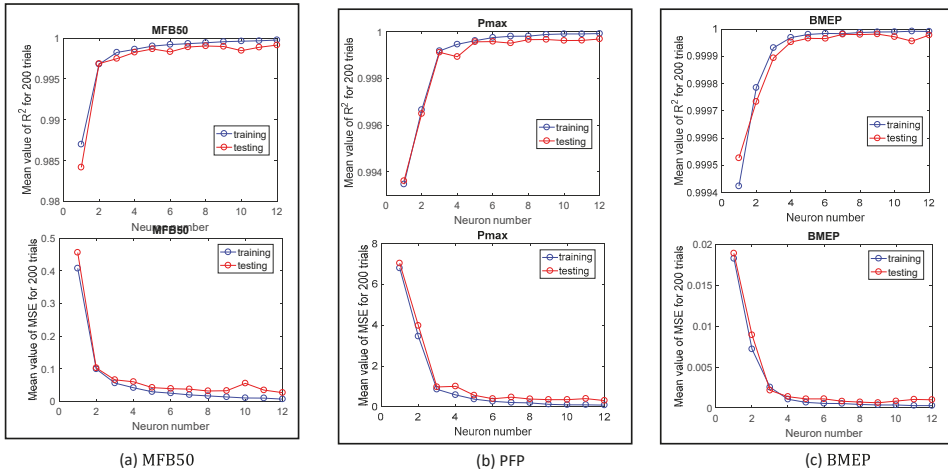 MFB50
Mean value of R² for 200 trials
1
0.995
0.99
0.985
0.98
0 2 4 6 8 10 12
Neuron number
training
testing
MFB50
Mean value of MSE for 200 trials
0.5
0.4
0.3
0.2
0.1
0
0 2 4 6 8 10 12
Neuron number
training
testing
(a) MFB50
Pmax
Mean value of R² for 200 trials
1
0.998
0.996
0.994
0 2 4 6 8 10 12
Neuron number
training
testing
Pmax
Mean value of MSE for 200 trials
8
6
4
2
0
0 2 4 6 8 10 12
Neuron number
training
testing
(b) PFP
BMEP
Mean value of R² for 200 trials
1
0.9999
0.9998
0.9997
0.9996
0.9995
0.9994
0 2 4 6 8 10 12
Neuron number
training
testing
BMEP
Mean value of MSE for 200 trials
0.02
0.015
0.01
0.005
0
0 2 4 6 8 10 12
Neuron number
training
testing
(c) BMEP